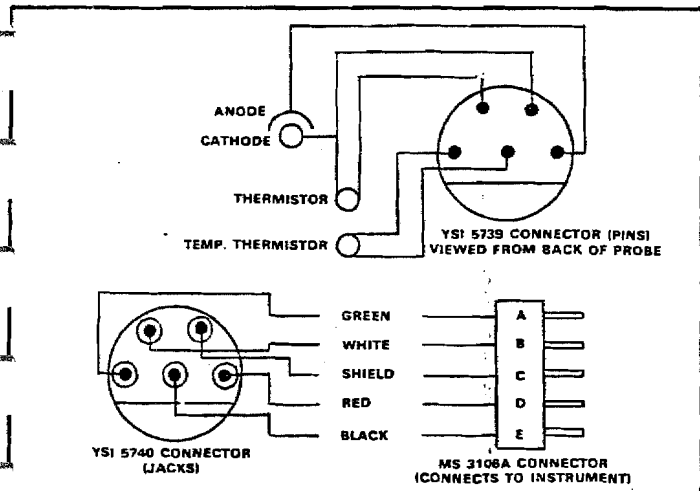 ANODE
CATHODE
THERMISTOR
TEMP. THERMISTOR
YSI 5739 CONNECTOR (PINS)
VIEWED FROM BACK OF PROBE
GREEN
WHITE
SHIELD
RED
BLACK
A
B
C
D
E
YSI 5740 CONNECTOR
(JACKS)
MS 3106A CONNECTOR
(CONNECTS TO INSTRUMENT)